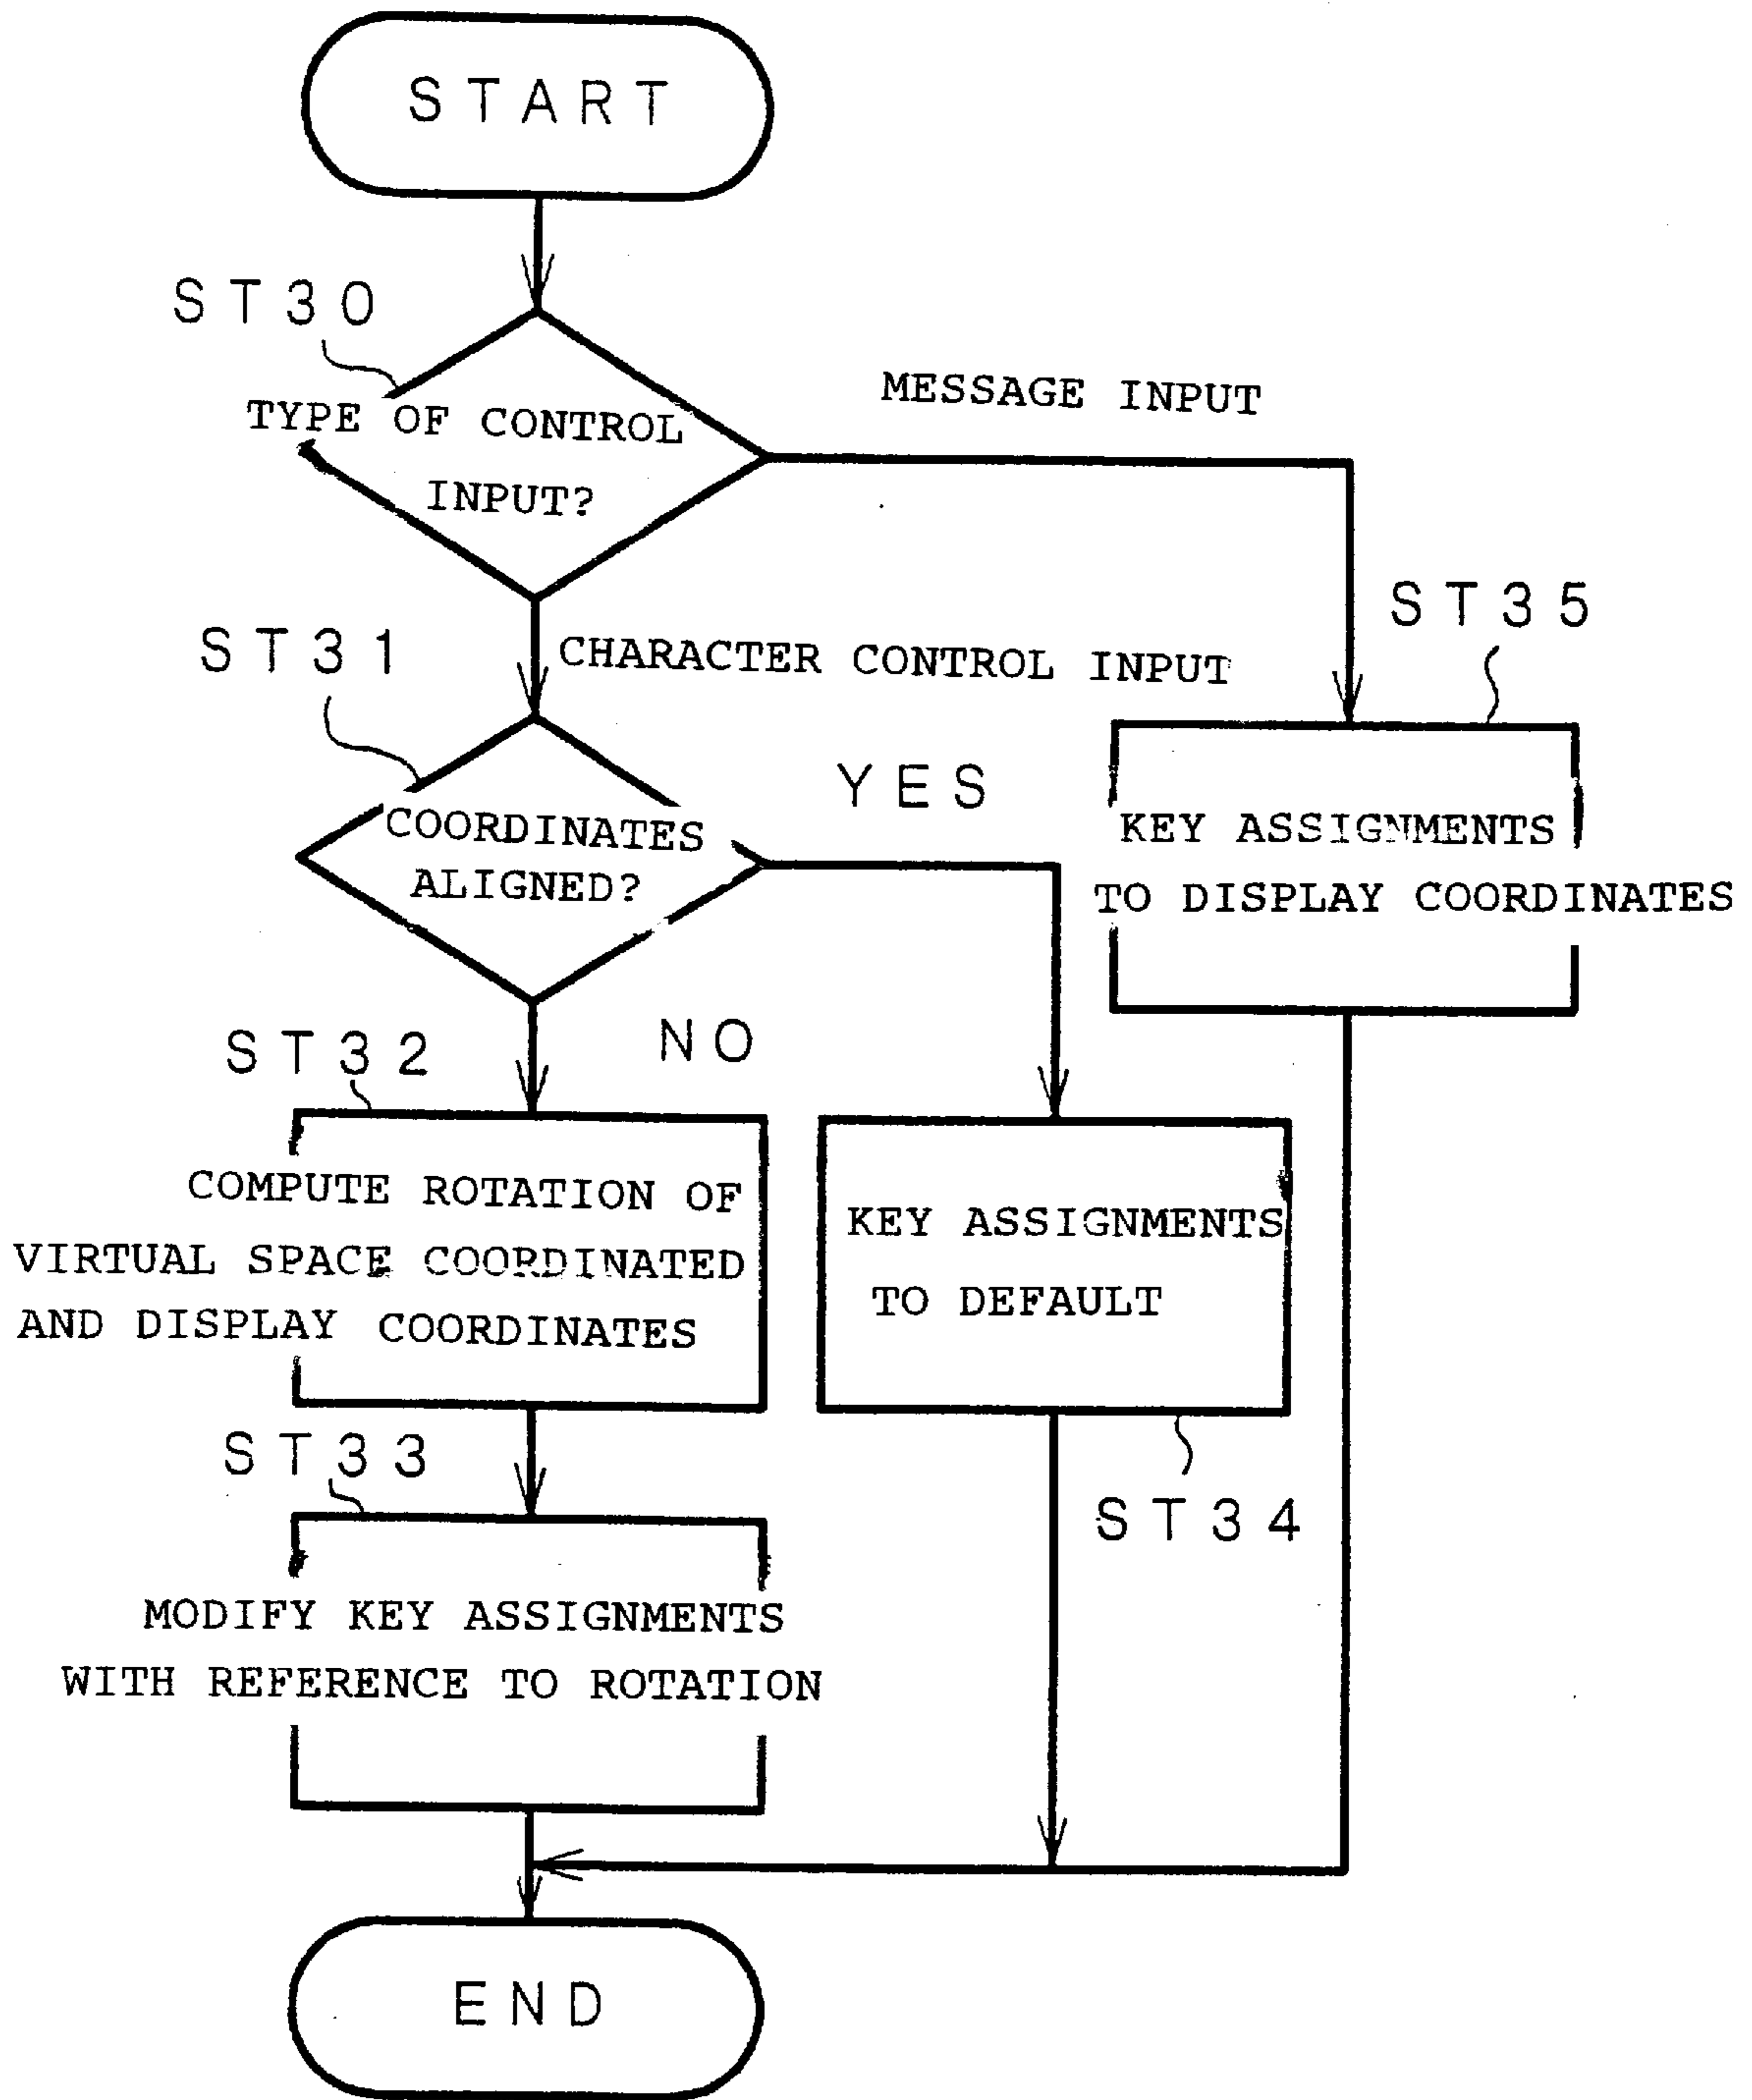 START
ST30
TYPE OF CONTROL
INPUT?
MESSAGE INPUT
ST31
CHARACTER CONTROL INPUT
ST35
COORDINATES
ALIGNED?
YES
KEY ASSIGNMENTS
TO DISPLAY COORDINATES
ST32
NO
COMPUTE ROTATION OF
VIRTUAL SPACE COORDINATED
AND DISPLAY COORDINATES
KEY ASSIGNMENTS
TO DEFAULT
ST33
ST34
MODIFY KEY ASSIGNMENTS
WITH REFERENCE TO ROTATION
END